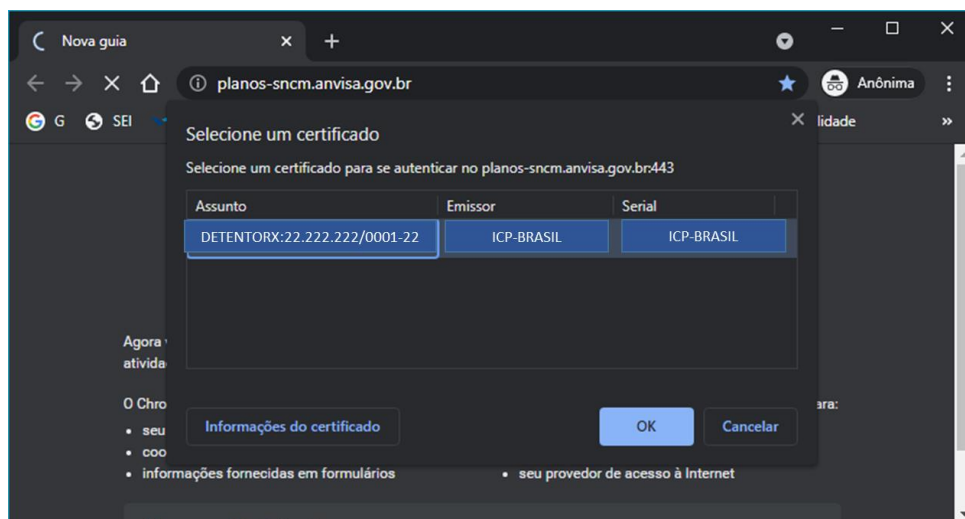 Nova guia
planos-sncm.anvisa.gov.br
Anônima
G SEI
lidade
Selecione um certificado
Selecione um certificado para se autenticar no planos-sncm.anvisa.gov.br:443
Assunto Emissor Serial
DETENTORX:22.222.222/0001-22 ICP-BRASIL ICP-BRASIL
Agora
ativida
O Chro
ara:
seu
coo
Informações do certificado OK Cancelar
• informações fornecidas em formulários • seu provedor de acesso à Internet